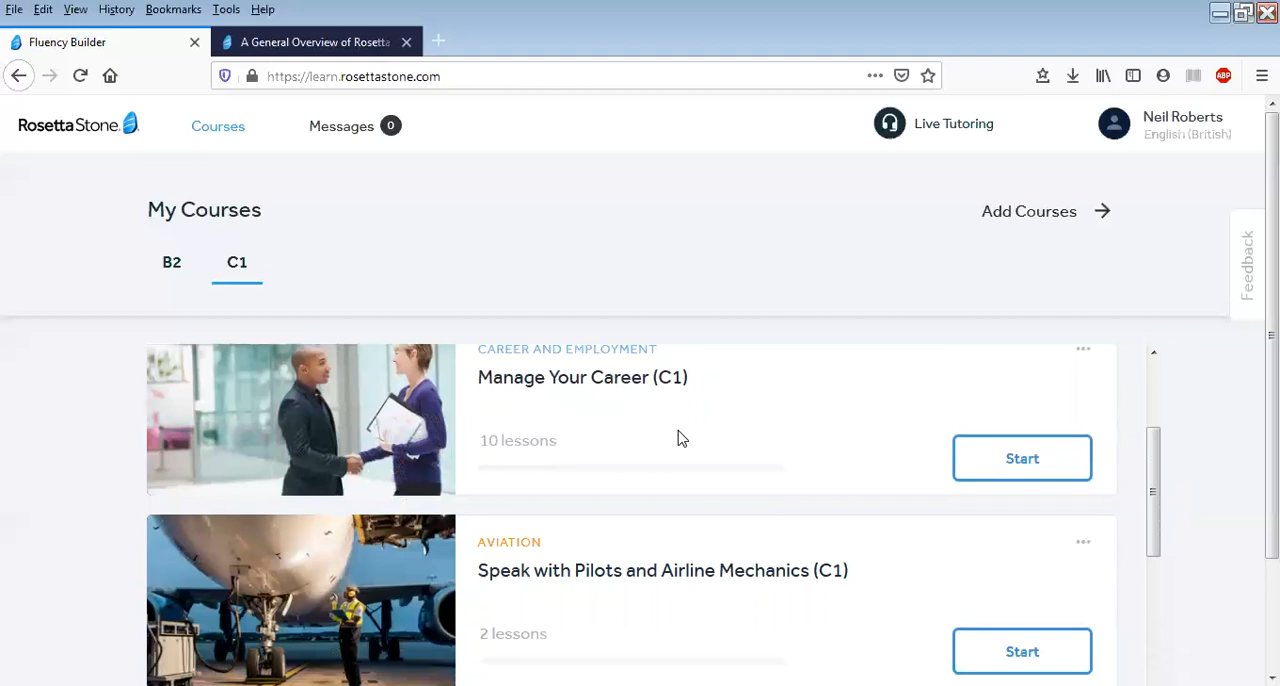 File Edit View History Bookmarks Tools Help
Fluency Builder
A General Overview of Rosetta
https://learn.rosettastone.com
ABP
RosettaStone
Courses
Messages 0
Live Tutoring
Neil Roberts
English (British)
My Courses
Add Courses
B2 C1
Feedback
CAREER AND EMPLOYMENT
Manage Your Career (C1)
10 lessons
Start
AVIATION
Speak with Pilots and Airline Mechanics (C1)
2 lessons
Start